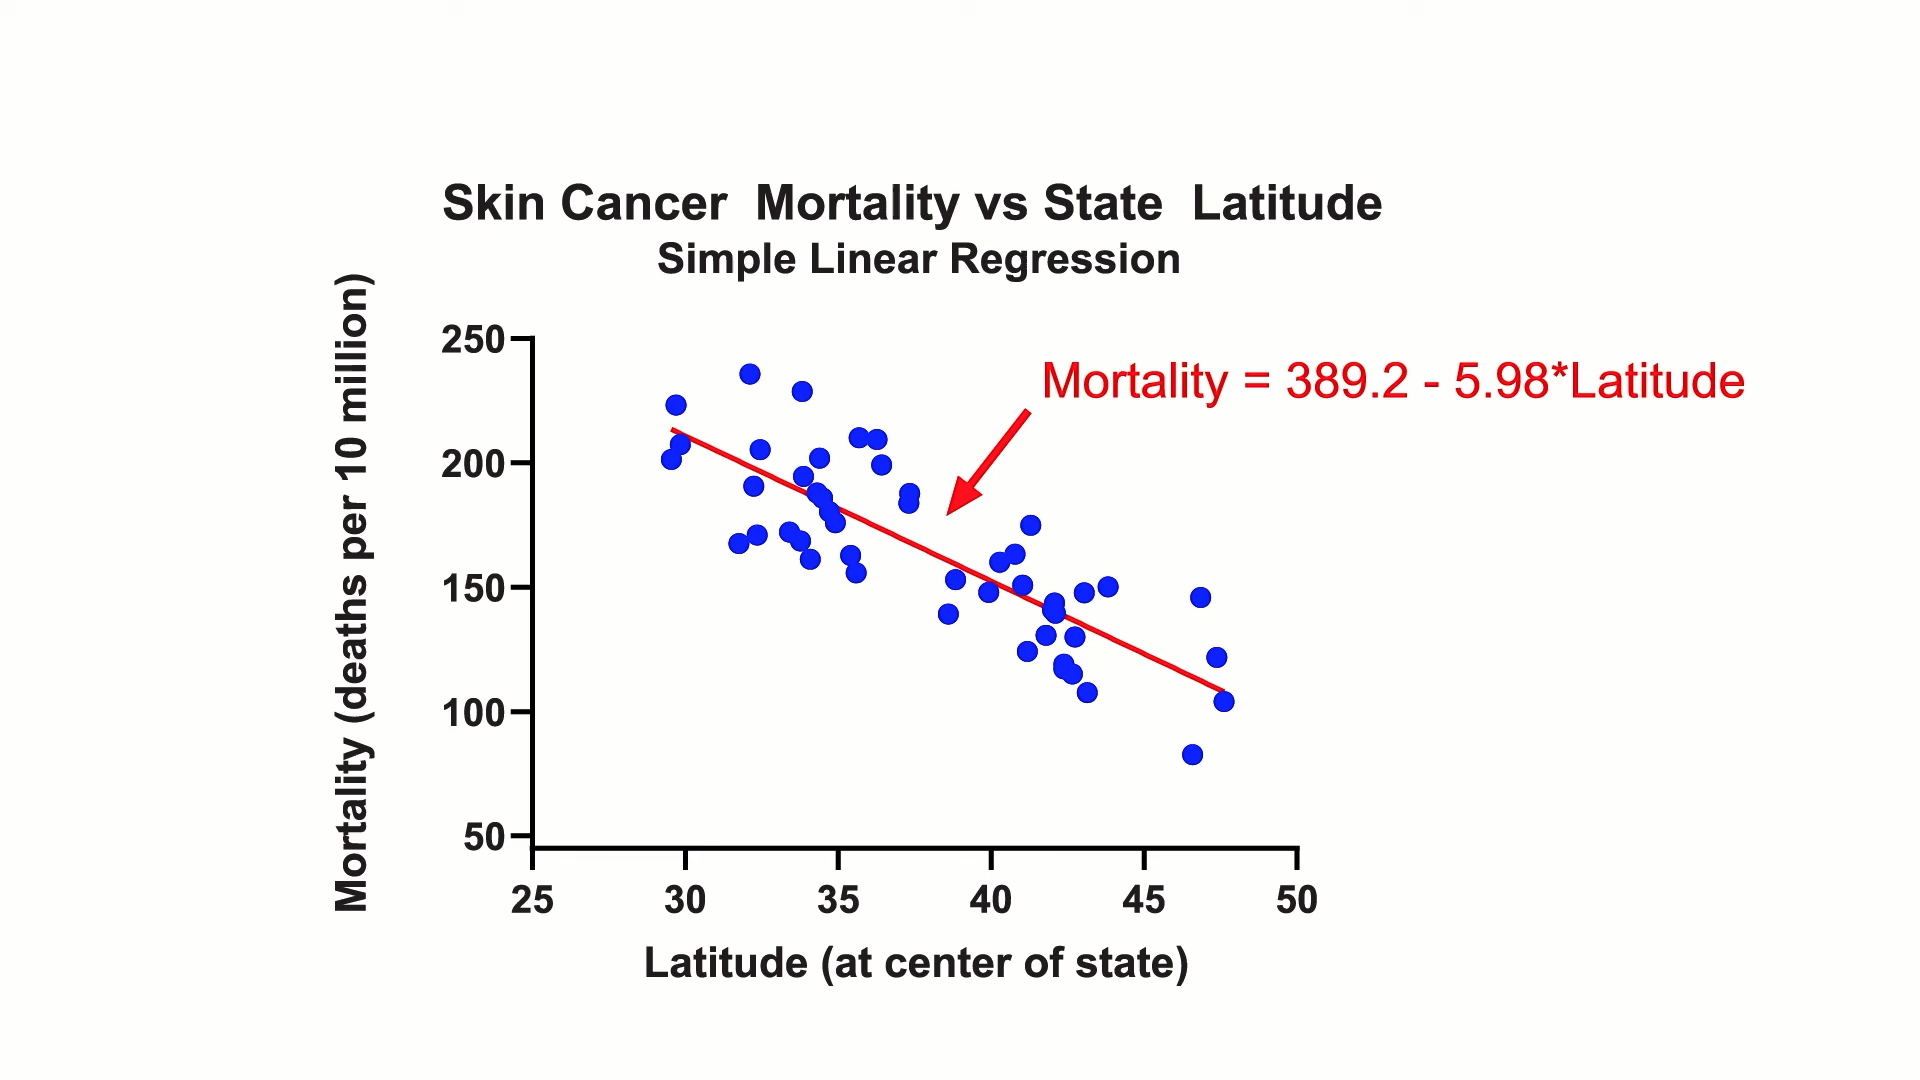 Skin Cancer  Mortality vs State  Latitude
Simple Linear Regression
Mortality (deaths per 10 million)
250
200
150
100
50
Mortality = 389.2 - 5.98*Latitude
25 30 35 40 45 50
Latitude (at center of state)